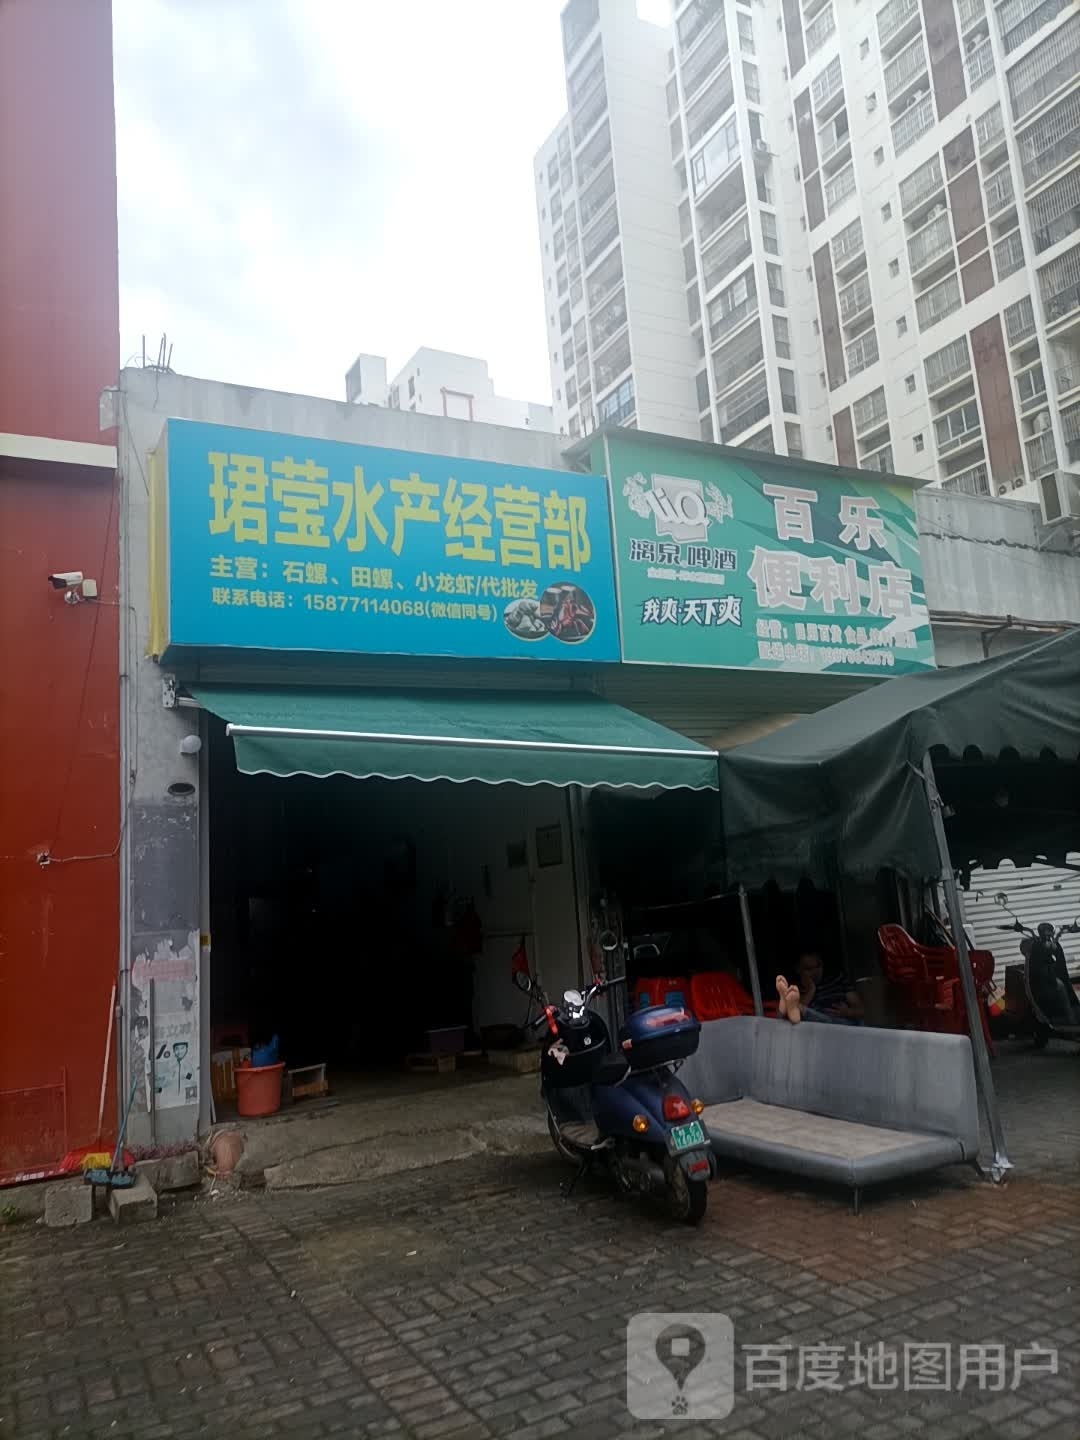 珺莹水产经营部
主营：石螺、田螺、小龙虾/代批发
联系电话：15877114068(微信同号)
LiQ
漓泉啤酒
我爽·天下爽
百乐
便利店
百度地图用户